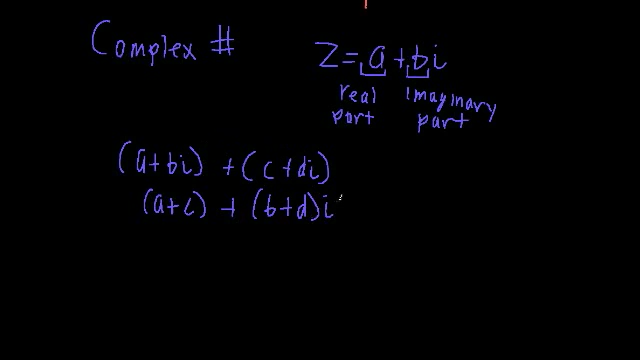 Complex #
z = a + bi
real part
imaginary part
(a+bi) + (c+di)
(a+c) + (b+d)i